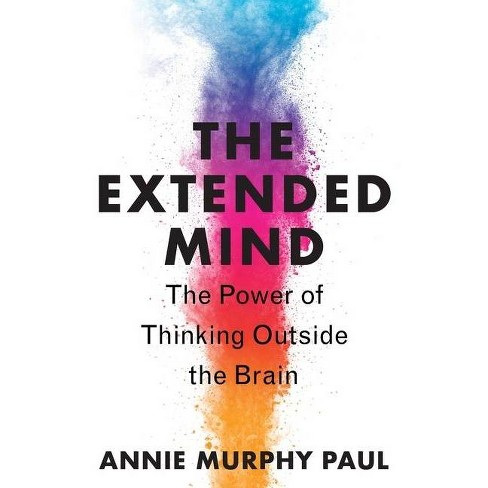 THE
EXTENDED
MIND
The Power of
Thinking Outside
the Brain
ANNIE MURPHY PAUL